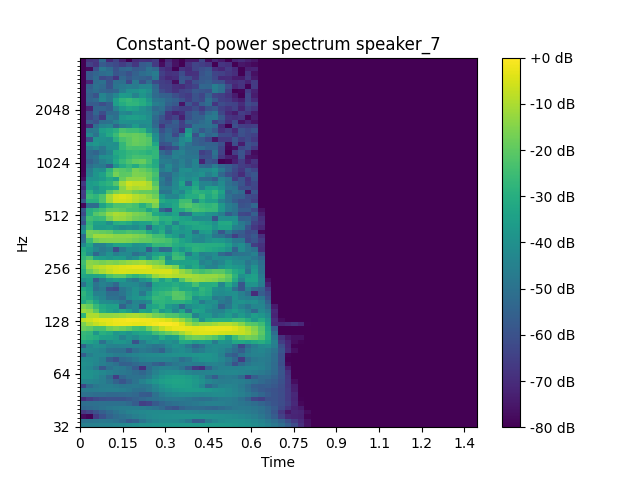 Constant-Q power spectrum speaker_7
Hz
2048
1024
512
256
128
64
32
0 0.15 0.3 0.45 0.6 0.75 0.9 1.1 1.2 1.4
Time
+0 dB
-10 dB
-20 dB
-30 dB
-40 dB
-50 dB
-60 dB
-70 dB
-80 dB